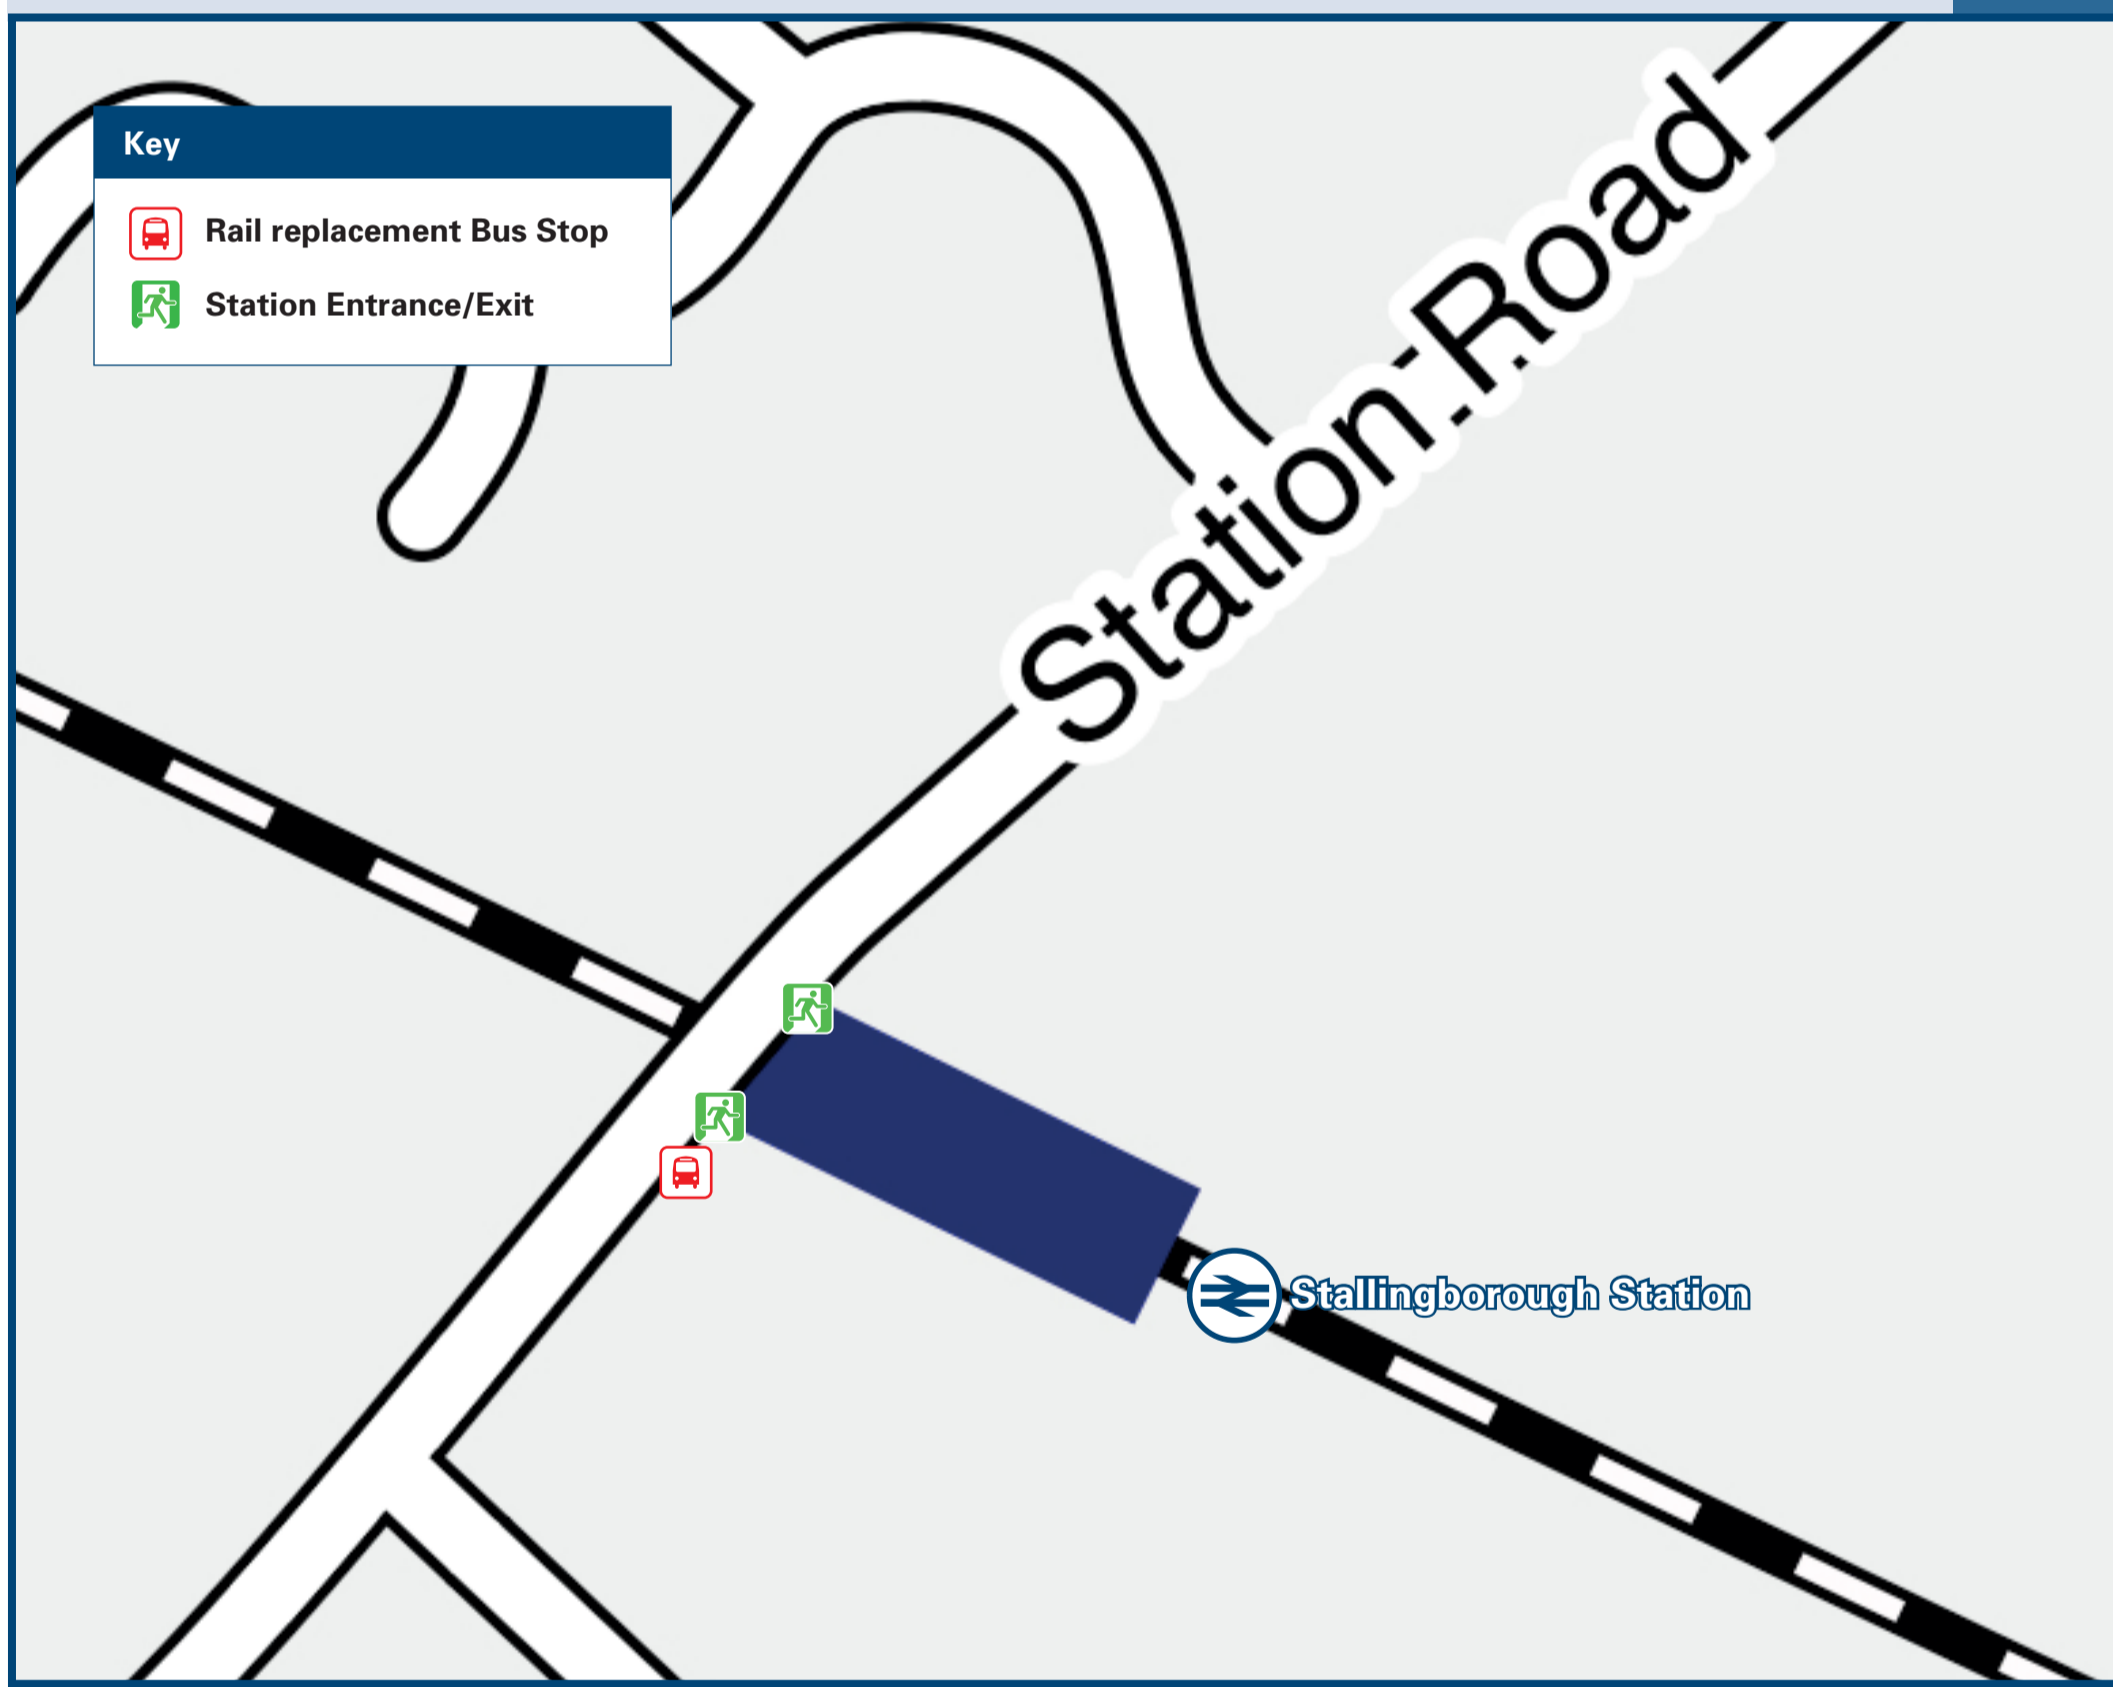 Key
Rail replacement Bus Stop
Station Entrance/Exit
Station Road
Stallingborough Station